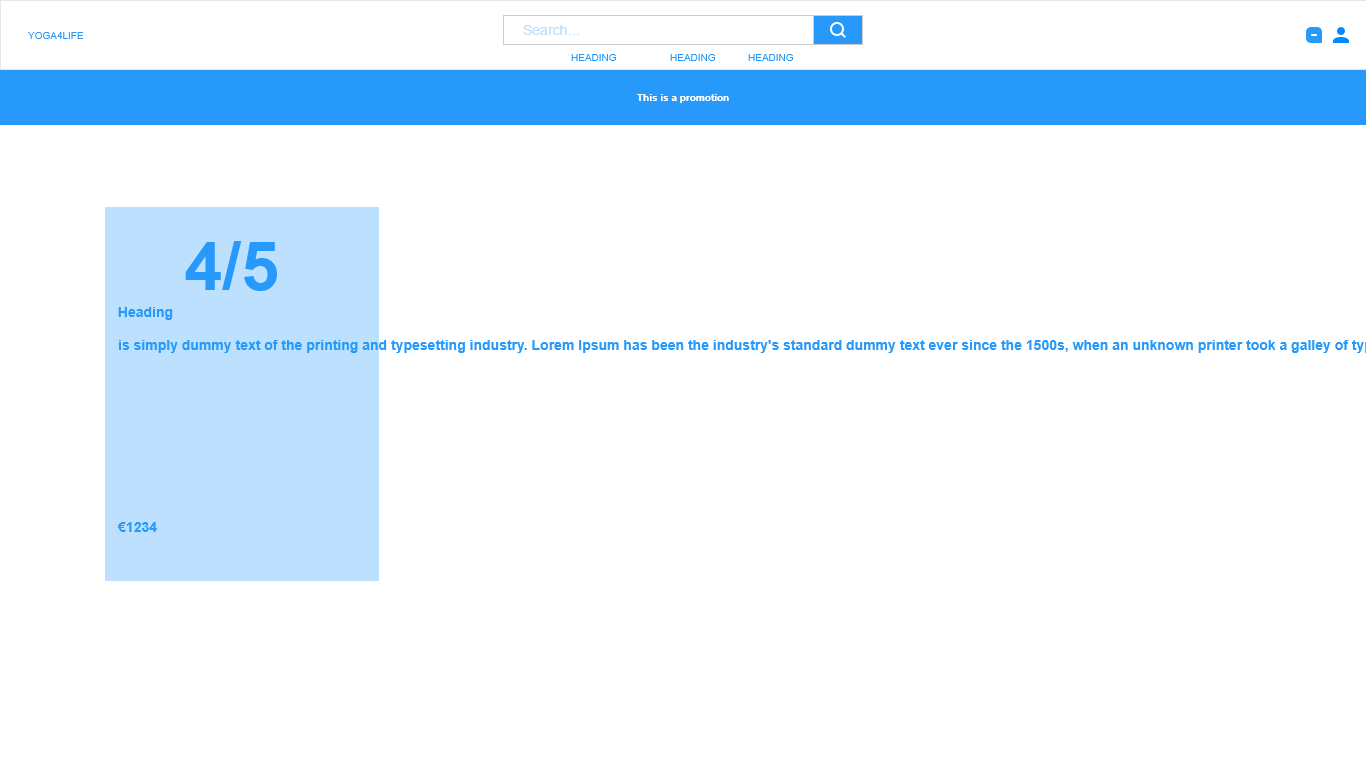 YOGA4LIFE
Search...
HEADING HEADING HEADING
This is a promotion
4/5
Heading
is simply dummy text of the printing and typesetting industry. Lorem Ipsum has been the industry's standard dummy text ever since the 1500s, when an unknown printer took a galley of
€1234